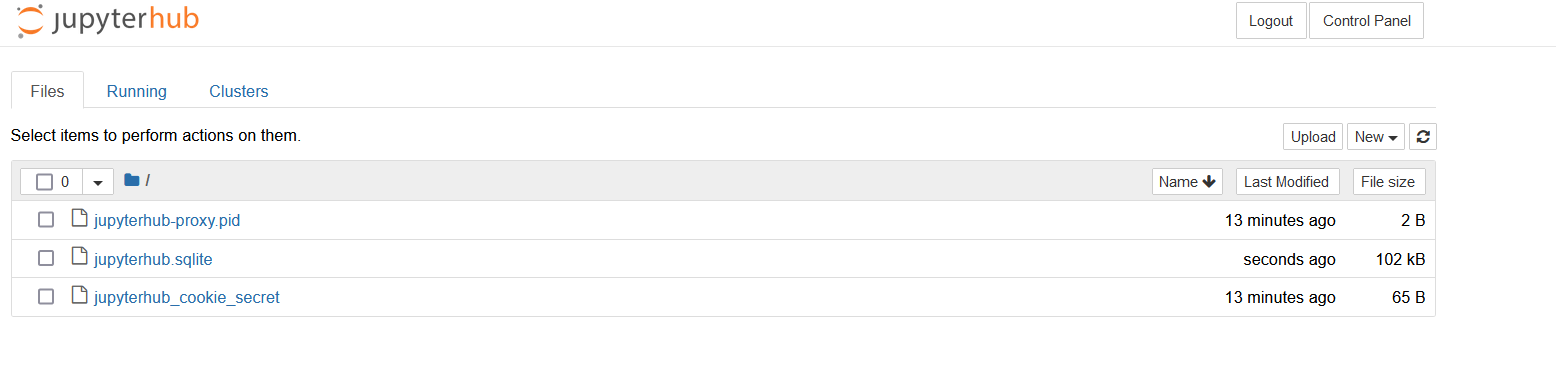 jupyterhub
Logout Control Panel
Files Running Clusters
Select items to perform actions on them.
Upload New
0 / Name Last Modified File size
jupyterhub-proxy.pid 13 minutes ago 2 B
jupyterhub.sqlite seconds ago 102 kB
jupyterhub_cookie_secret 13 minutes ago 65 B